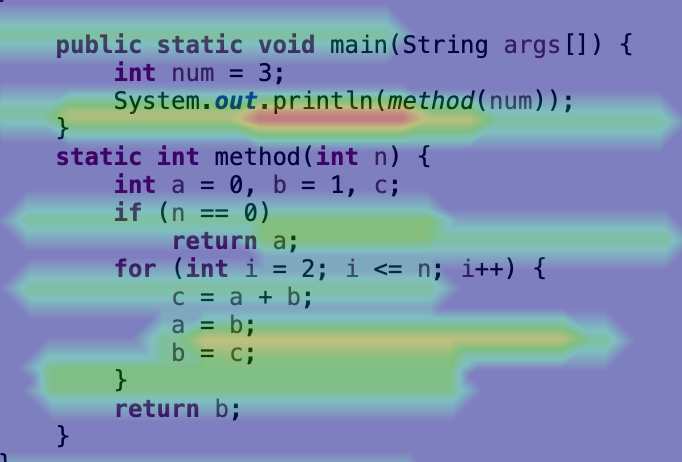 public static void main(String args[]) {
int num = 3;
System.out.println(method(num));
}
static int method(int n) {
int a = 0, b = 1, c;
if (n == 0)
return a;
for (int i = 2; i <= n; i++) {
c = a + b;
a = b;
b = c;
}
return b;
}
}